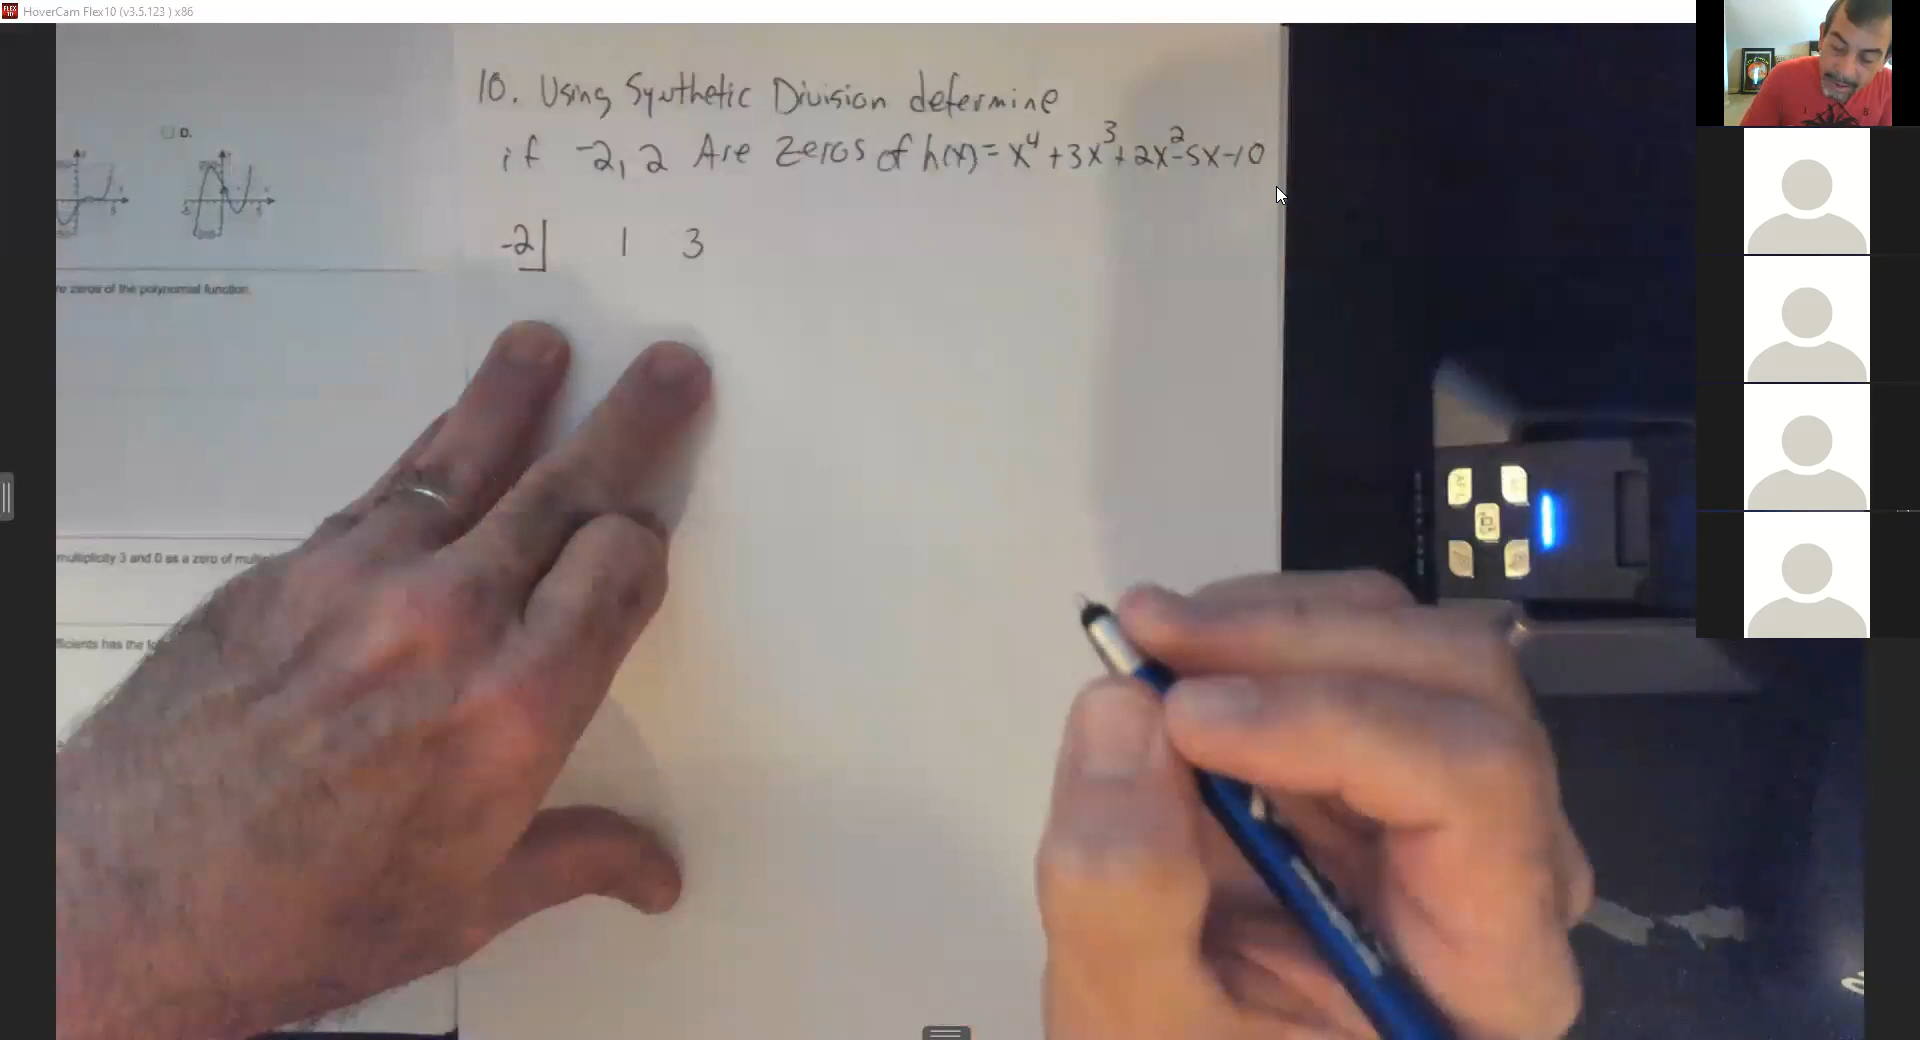 HoverCam Flex10 (v3.5.123 ) x86
D.
re zeros of the polynomial function.
multiplicity 3 and 0 as a zero of
ficients has the
10. Using Synthetic Division determine
if -2, 2 Are Zeros of h(x)= x⁴ +3x³+2x²-5x-10
-2 1 3